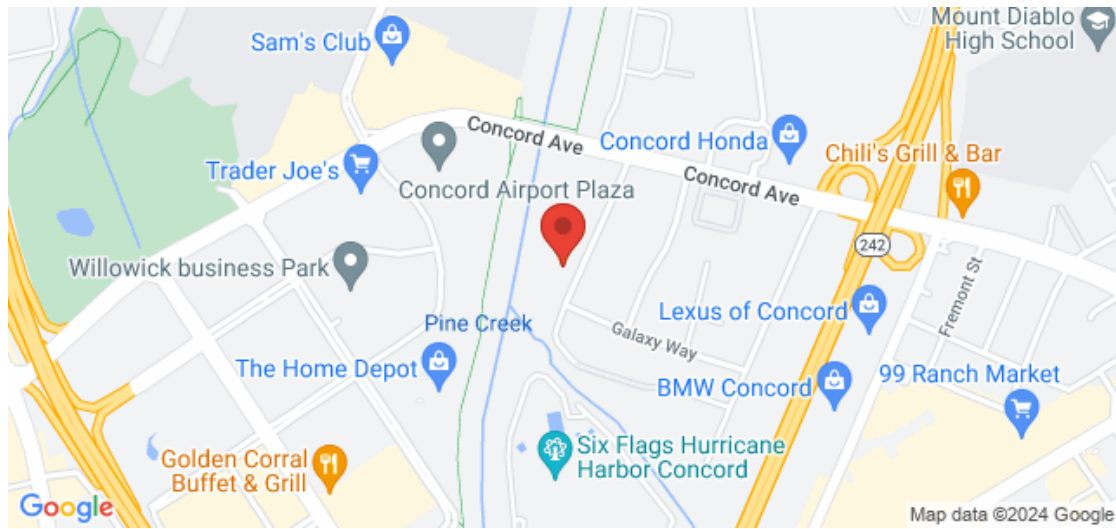 Mount Diablo
High School
Sam's Club
Concord Ave
Concord Honda
Trader Joe's
Chili's Grill & Bar
Concord Airport Plaza
Concord Ave
242
Willowick business Park
Fremont St
Lexus of Concord
Pine Creek
Galaxy Way
The Home Depot
BMW Concord
99 Ranch Market
Six Flags Hurricane
Harbor Concord
Golden Corral
Buffet & Grill
Google
Map data ©2024 Google